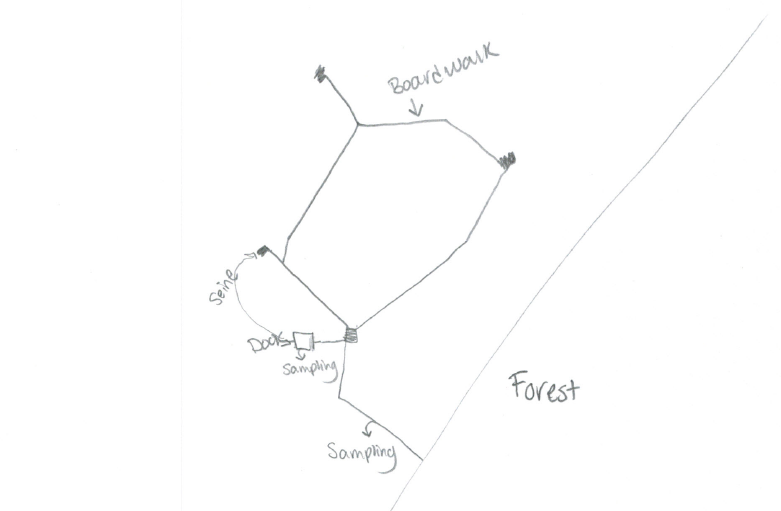 Boardwalk
Seine
Dock
Sampling
Forest
Sampling